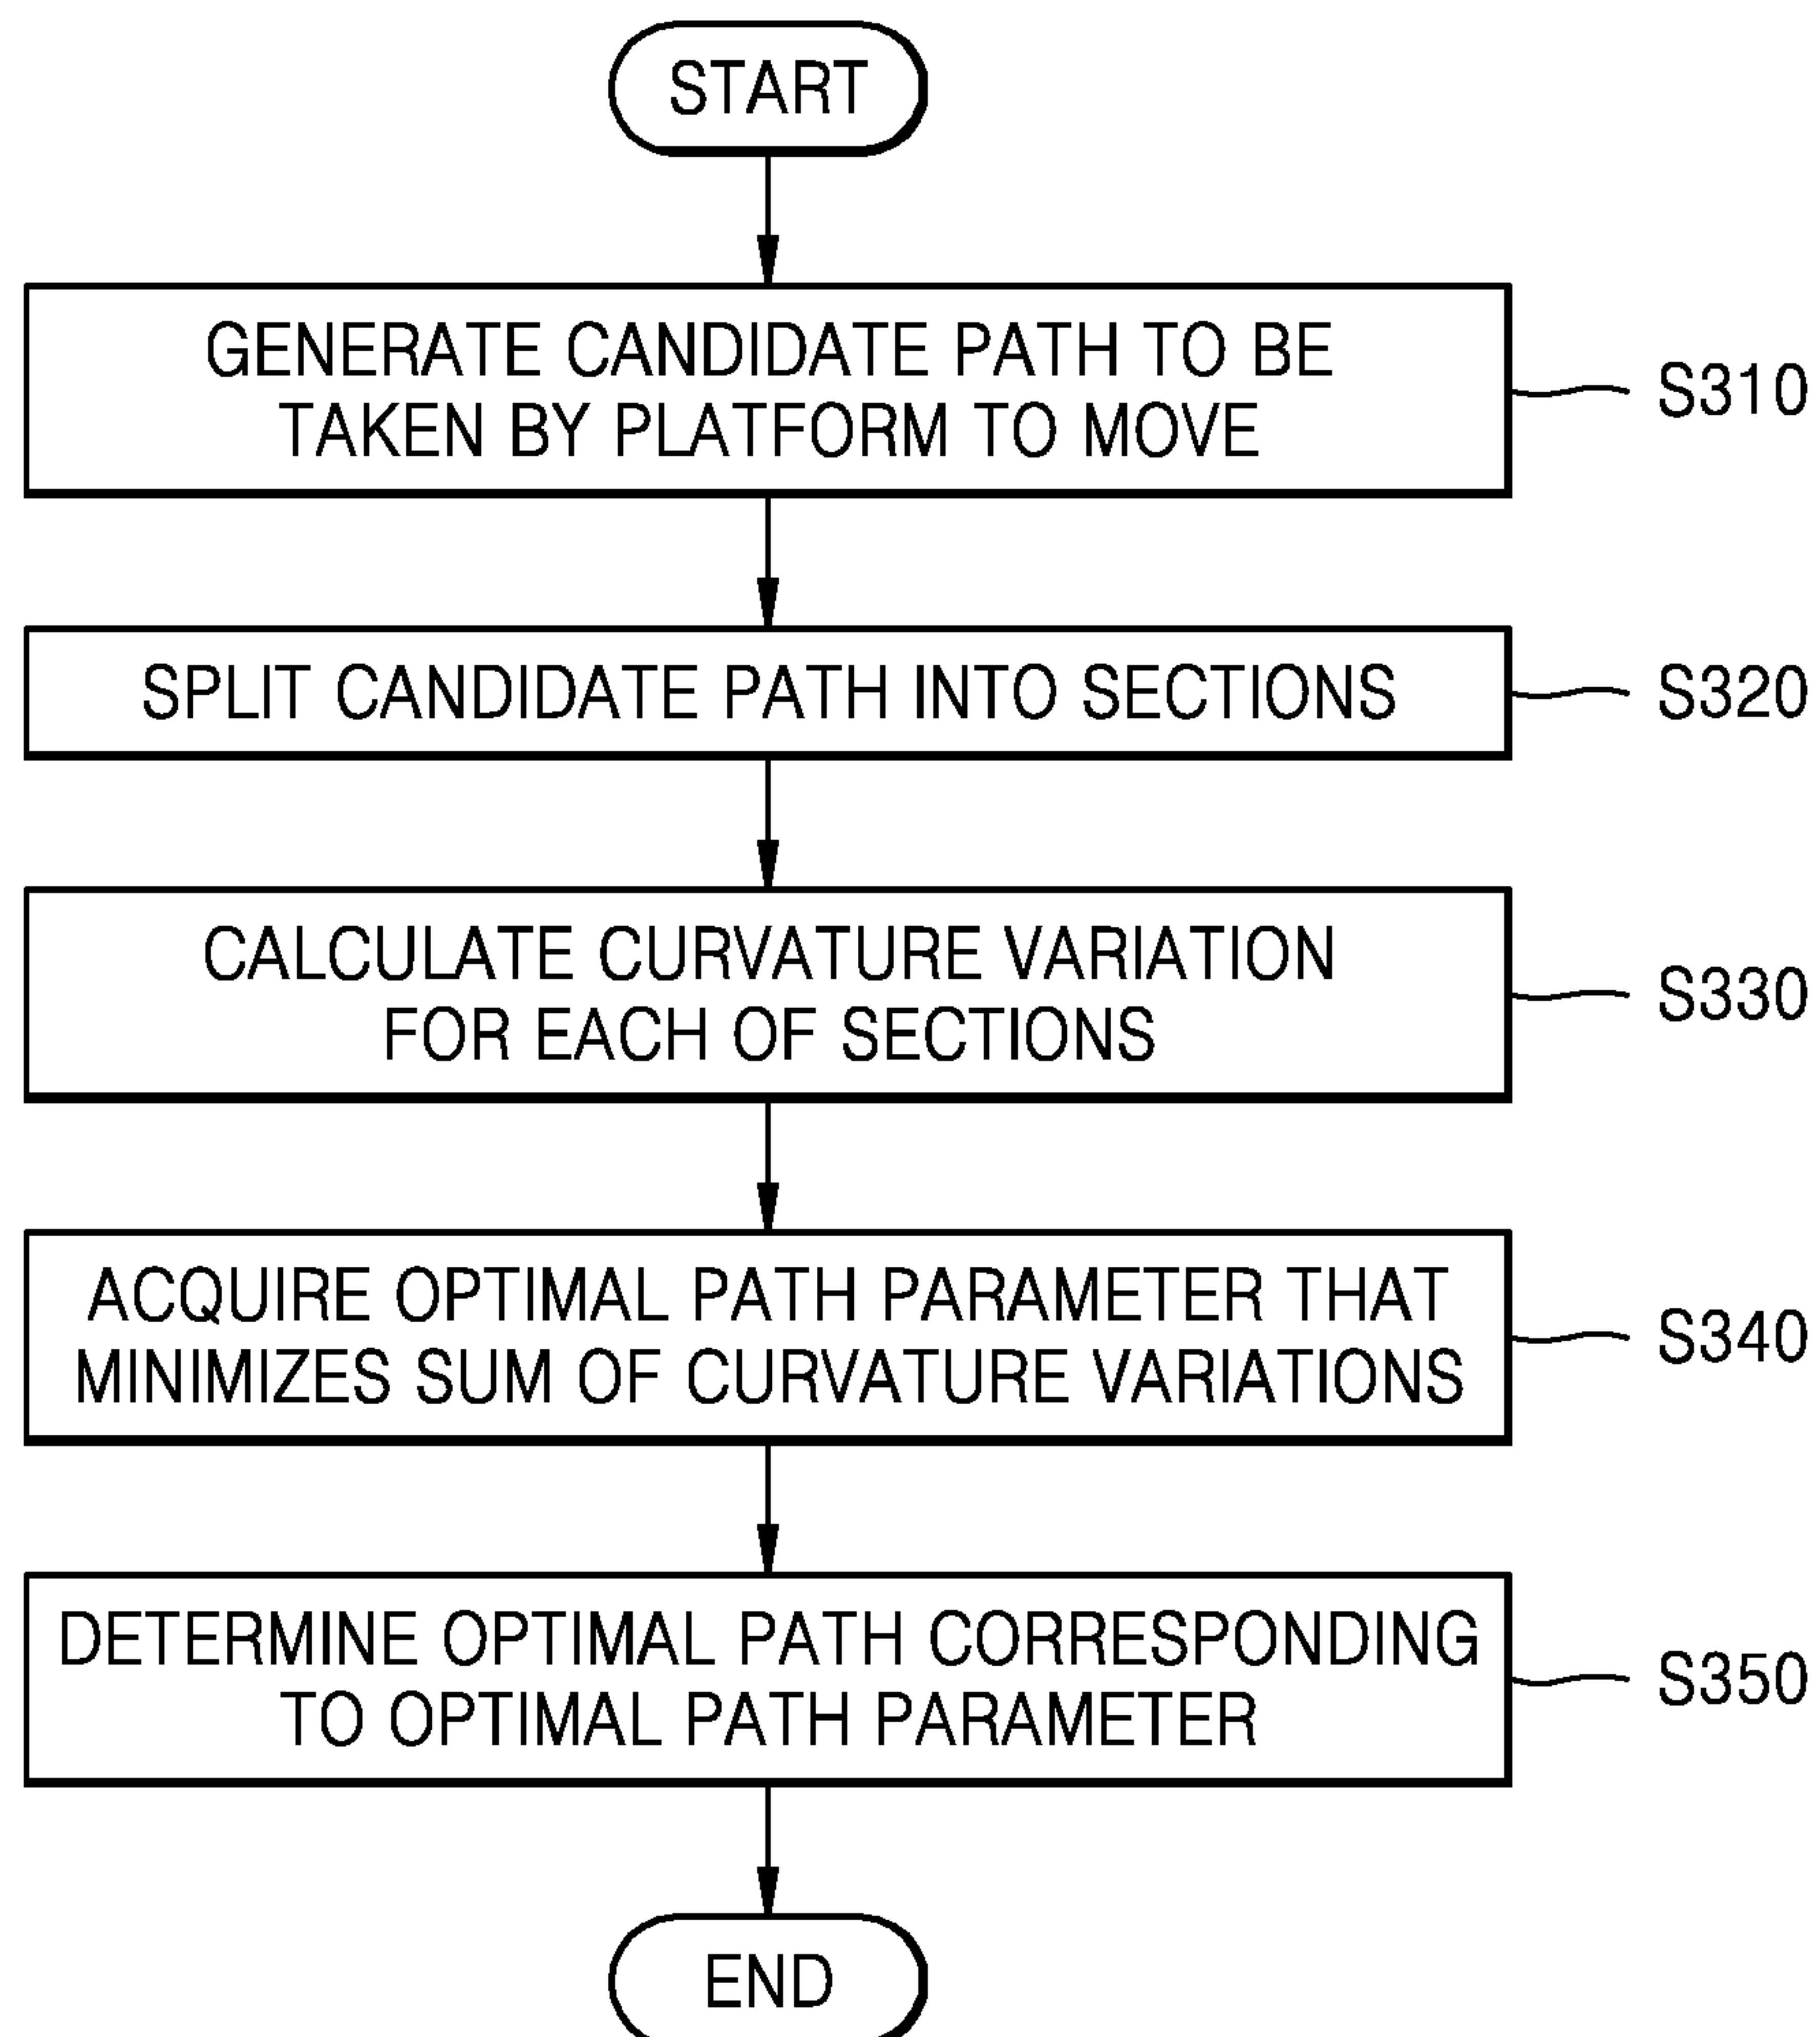 START
GENERATE CANDIDATE PATH TO BE
TAKEN BY PLATFORM TO MOVE
S310
SPLIT CANDIDATE PATH INTO SECTIONS
S320
CALCULATE CURVATURE VARIATION
FOR EACH OF SECTIONS
S330
ACQUIRE OPTIMAL PATH PARAMETER THAT
MINIMIZES SUM OF CURVATURE VARIATIONS
S340
DETERMINE OPTIMAL PATH CORRESPONDING
TO OPTIMAL PATH PARAMETER
S350
END